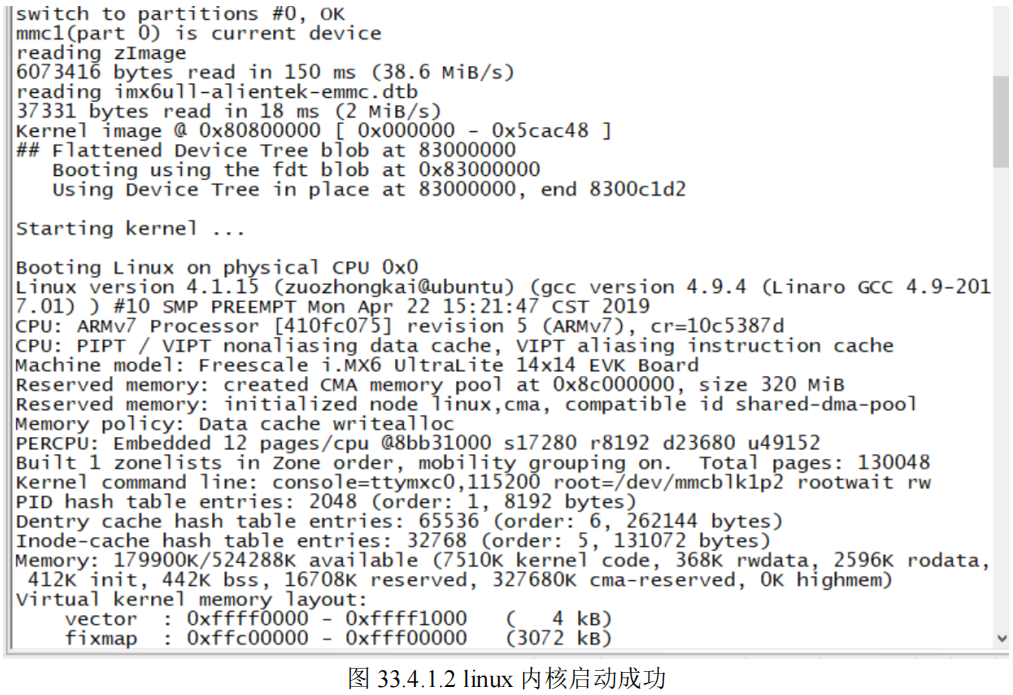 switch to partitions #0, OK
mmc1(part 0) is current device
reading zImage
6073416 bytes read in 150 ms (38.6 MiB/s)
reading imx6ull-alientek-emmc.dtb
37331 bytes read in 18 ms (2 MiB/s)
Kernel image @ 0x80800000 [ 0x000000 - 0x5cac48 ]
## Flattened Device Tree blob at 83000000
   Booting using the fdt blob at 0x83000000
   Using Device Tree in place at 83000000, end 8300c1d2
Starting kernel ...
Booting Linux on physical CPU 0x0
Linux version 4.1.15 (zuozhongkai@ubuntu) (gcc version 4.9.4 (Linaro GCC 4.9-201
7.01) ) #10 SMP PREEMPT Mon Apr 22 15:21:47 CST 2019
CPU: ARMv7 Processor [410fc075] revision 5 (ARMv7), cr=10c5387d
CPU: PIPT / VIPT nonaliasing data cache, VIPT aliasing instruction cache
Machine model: Freescale i.MX6 UltraLite 14x14 EVK Board
Reserved memory: created CMA memory pool at 0x8c000000, size 320 MiB
Reserved memory: initialized node linux,cma, compatible id shared-dma-pool
Memory policy: Data cache writealloc
PERCPU: Embedded 12 pages/cpu @8bb31000 s17280 r8192 d23680 u49152
Built 1 zonelists in Zone order, mobility grouping on.  Total pages: 130048
Kernel command line: console=ttymxc0,115200 root=/dev/mmcblk1p2 rootwait rw
PID hash table entries: 2048 (order: 1, 8192 bytes)
Dentry cache hash table entries: 65536 (order: 6, 262144 bytes)
Inode-cache hash table entries: 32768 (order: 5, 131072 bytes)
Memory: 179900K/524288K available (7510K kernel code, 368K rwdata, 2596K rodata,
 412K init, 442K bss, 16708K reserved, 327680K cma-reserved, 0K highmem)
Virtual kernel memory layout:
    vector  : 0xffff0000 - 0xffff1000   (   4 kB)
    fixmap  : 0xffc00000 - 0xfff00000   (3072 kB)
图 33.4.1.2 linux 内核启动成功